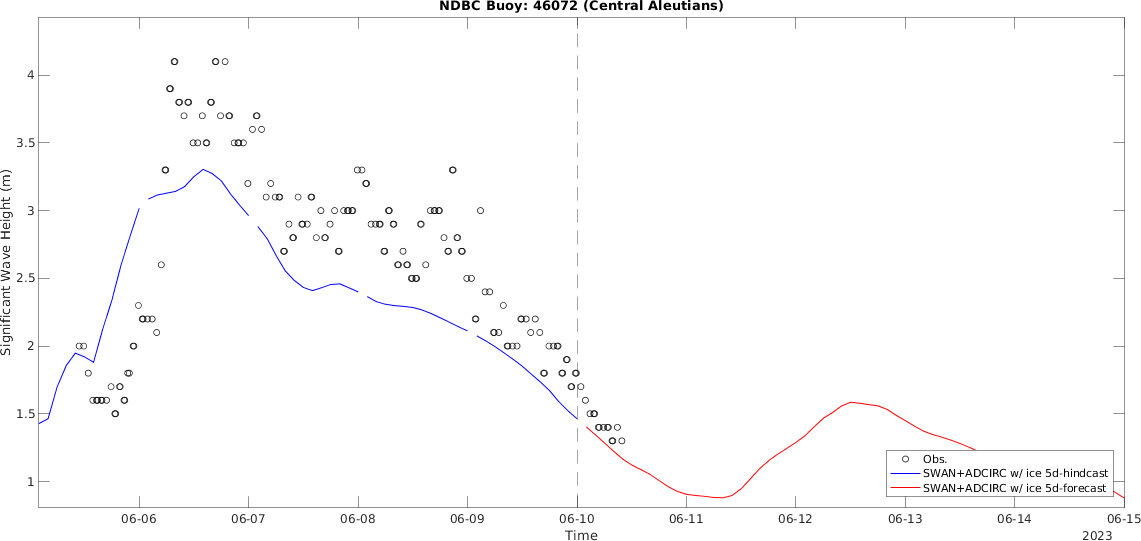 NDBC Buoy: 46072 (Central Aleutians)
Significant Wave Height (m)
4
3.5
3
2.5
2
1.5
1
Obs.
SWAN+ADCIRC w/ ice 5d-hindcast
SWAN+ADCIRC w/ ice 5d-forecast
06-06 06-07 06-08 06-09 06-10 06-11 06-12 06-13 06-14 06-15
Time
2023